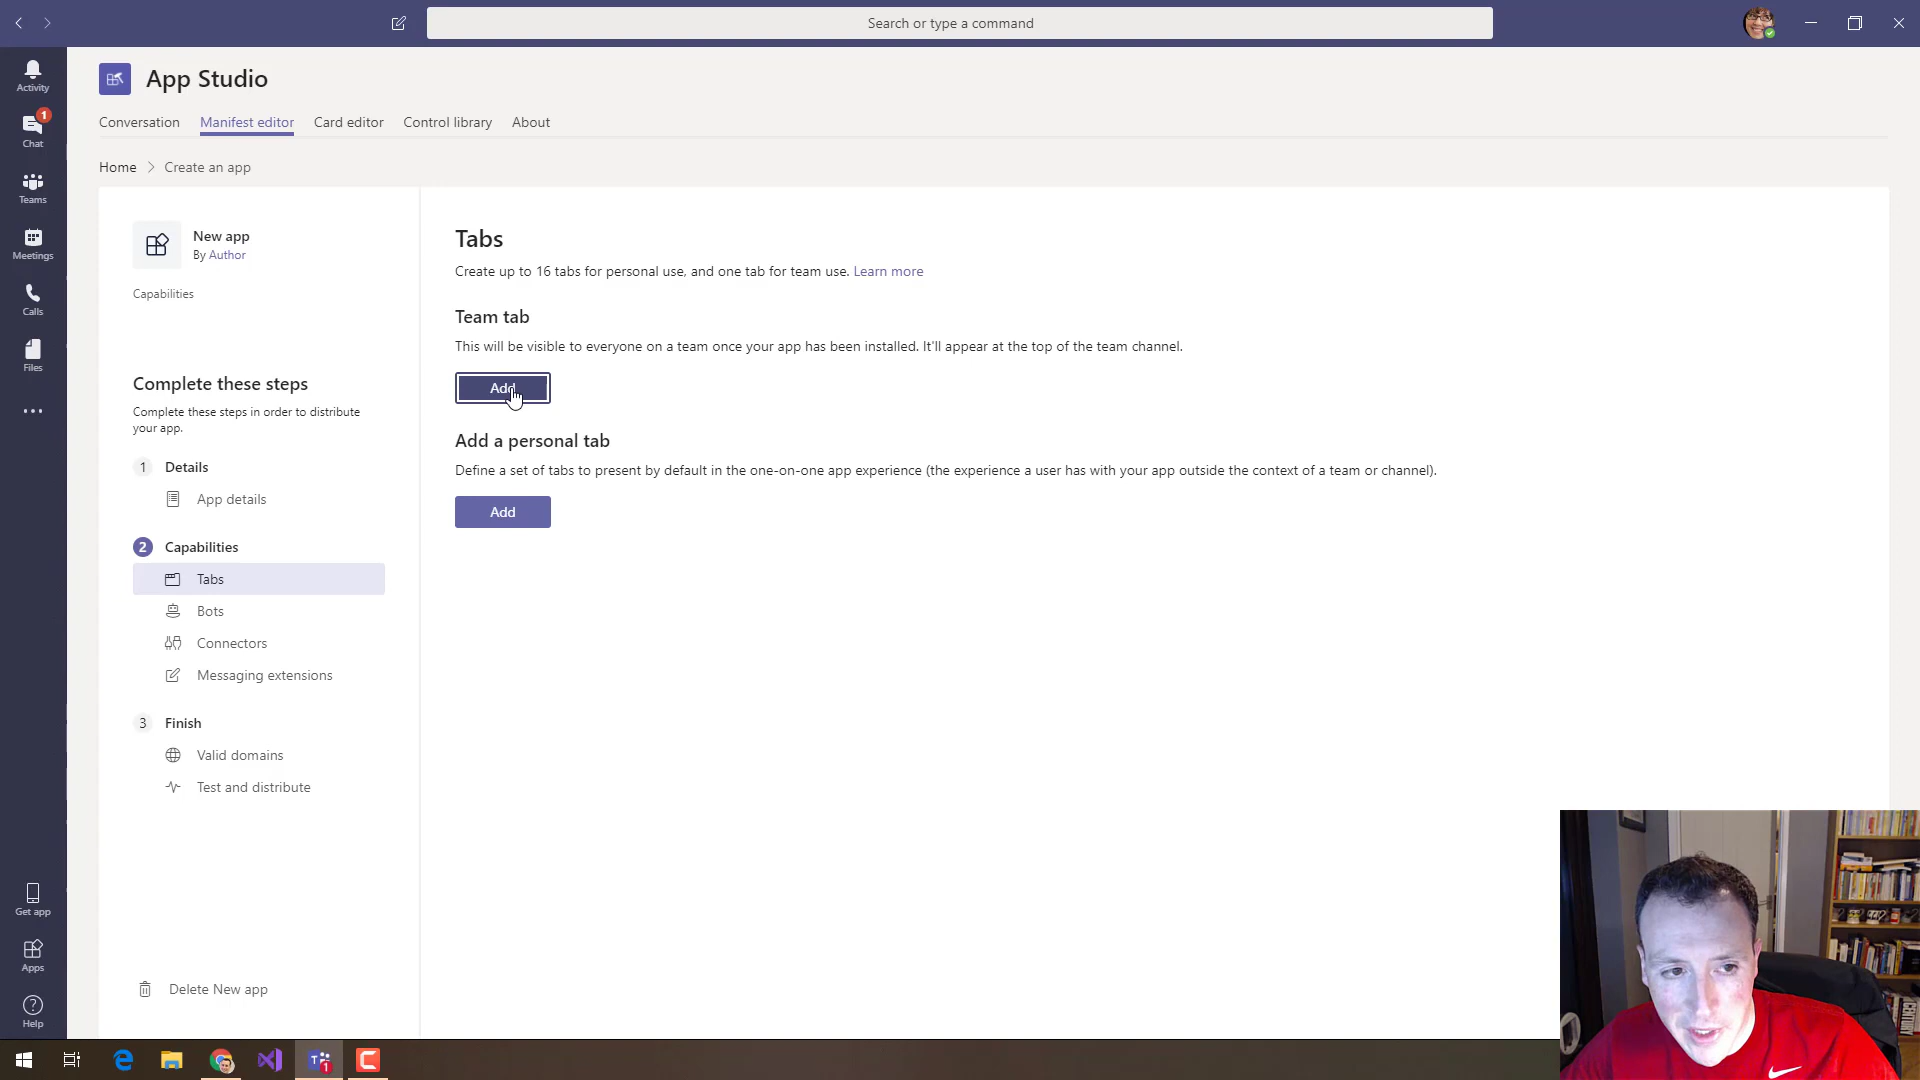 Search or type a command
Activity
1
Chat
Teams
Meetings
Calls
Files
Get app
Apps
Help
App Studio
Conversation
Manifest editor
Card editor
Control library
About
Home
Create an app
New app
By Author
Capabilities
Complete these steps
Complete these steps in order to distribute
your app.
1 Details
App details
2 Capabilities
Tabs
Bots
Connectors
Messaging extensions
3 Finish
Valid domains
Test and distribute
Delete New app
Tabs
Create up to 16 tabs for personal use, and one tab for team use. Learn more
Team tab
This will be visible to everyone on a team once your app has been installed. It'll appear at the top of the team channel.
Add
Add a personal tab
Define a set of tabs to present by default in the one-on-one app experience (the experience a user has with your app outside the context of a team or channel).
Add
1